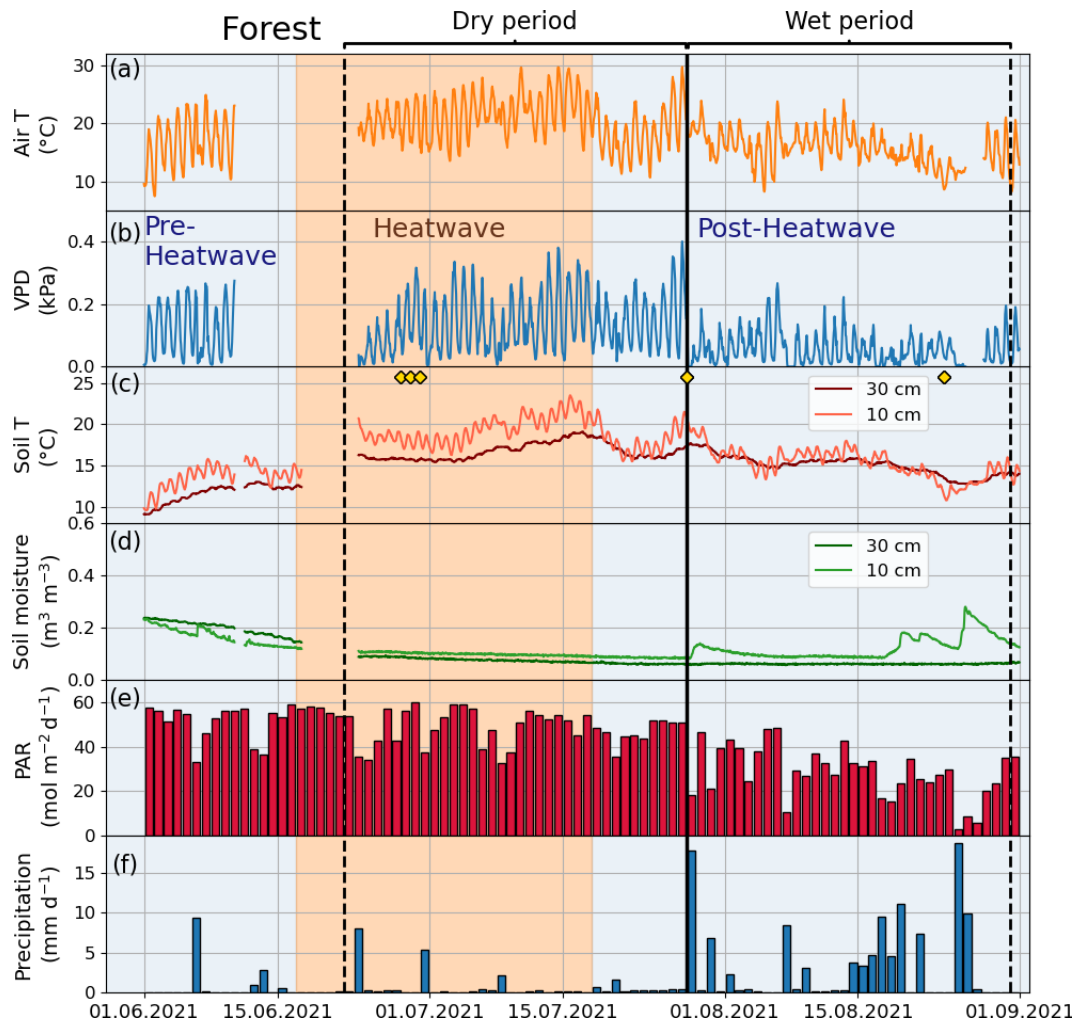 Forest
Dry period
Wet period
(a)
Air T
(°C)
30
20
10
(b)
Pre-
Heatwave
Heatwave
Post-Heatwave
VPD
(kPa)
0.4
0.2
0.0
(c)
Soil T
(°C)
25
20
15
10
30 cm
10 cm
(d)
Soil moisture
(m³ m⁻³)
0.6
0.4
0.2
0.0
30 cm
10 cm
(e)
PAR
(mol m⁻² d⁻¹)
60
40
20
0
(f)
Precipitation
(mm d⁻¹)
15
10
5
0
01.06.2021 15.06.2021 01.07.2021 15.07.2021 01.08.2021 15.08.2021 01.09.2021